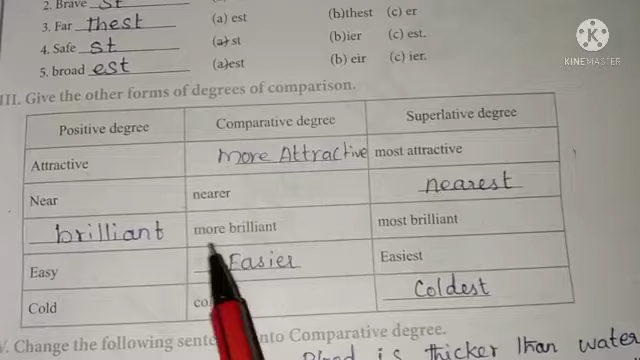 2. Brave st
3. Far thest (a) est (b)thest (c) er
4. Safe st (a) st (b)ier (c) est.
5. broad est (a)est (b) eir (c) ier.
KINEMASTER
III. Give the other forms of degrees of comparison.
Positive degree Comparative degree Superlative degree
Attractive more Attractive most attractive
Near nearer nearest
brilliant more brilliant most brilliant
Easy Easier Easiest
Cold Coldest
Change the following into Comparative degree.
is thicker than water